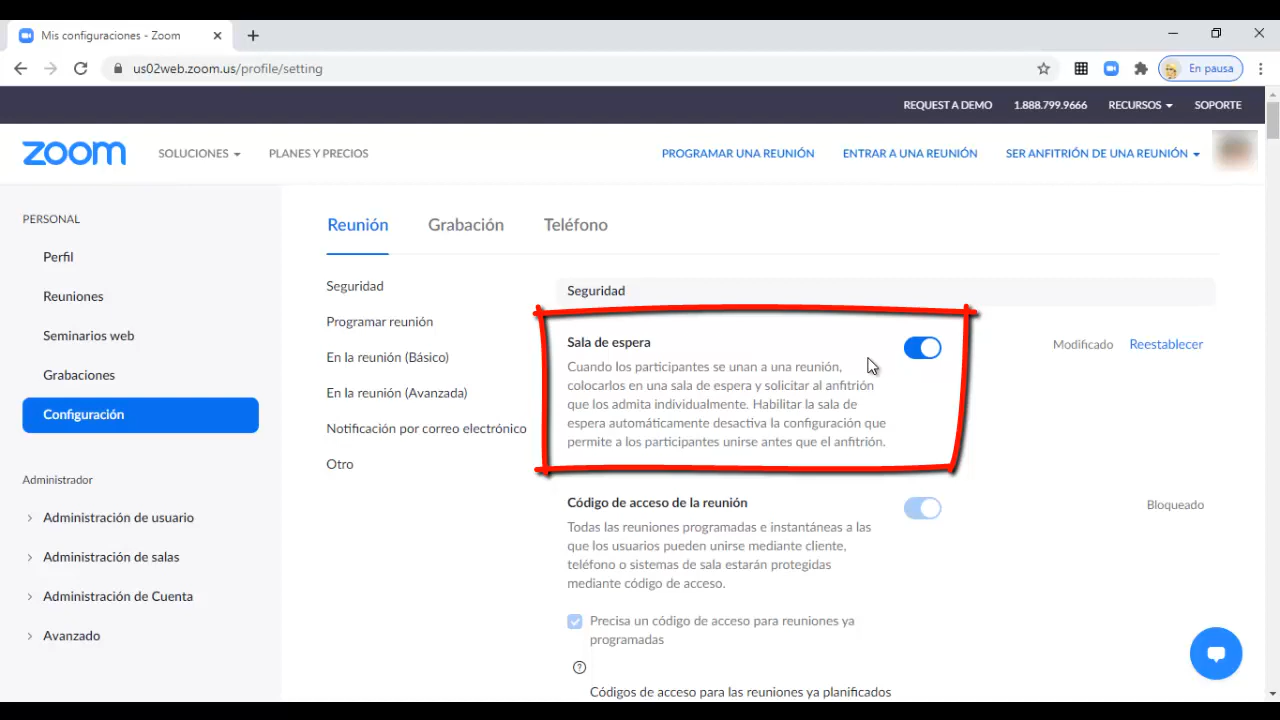 Mis configuraciones - Zoom
us02web.zoom.us/profile/setting
En pausa
REQUEST A DEMO 1.888.799.9666 RECURSOS SOPORTE
zoom SOLUCIONES PLANES Y PRECIOS PROGRAMAR UNA REUNIÓN ENTRAR A UNA REUNIÓN SER ANFITRIÓN DE UNA REUNIÓN
PERSONAL
Perfil
Reuniones
Seminarios web
Grabaciones
Configuración
Administrador
Administración de usuario
Administración de salas
Administración de Cuenta
Avanzado
Reunión Grabación Teléfono
Seguridad
Programar reunión
En la reunión (Básico)
En la reunión (Avanzada)
Notificación por correo electrónico
Otro
Seguridad
Sala de espera
Cuando los participantes se unan a una reunión,
colocarlos en una sala de espera y solicitar al anfitrión
que los admita individualmente. Habilitar la sala de
espera automáticamente desactiva la configuración que
permite a los participantes unirse antes que el anfitrión.
Modificado Reestablecer
Código de acceso de la reunión
Todas las reuniones programadas e instantáneas a las
que los usuarios pueden unirse mediante cliente,
teléfono o sistemas de sala estarán protegidas
mediante código de acceso.
Bloqueado
Precisa un código de acceso para reuniones ya
programadas
?
Códigos de acceso para las reuniones ya planificados